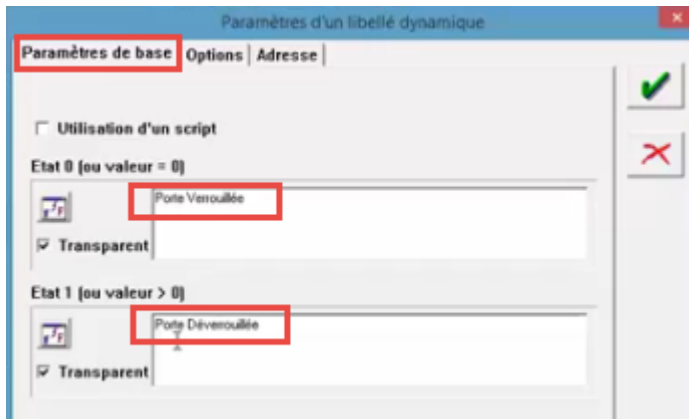 Paramètres d'un libellé dynamique
Paramètres de base Options Adresse
Utilisation d'un script
Etat 0 (ou valeur = 0)
Porte Verrouillée
Transparent
Etat 1 (ou valeur > 0)
Porte Déverrouillée
Transparent